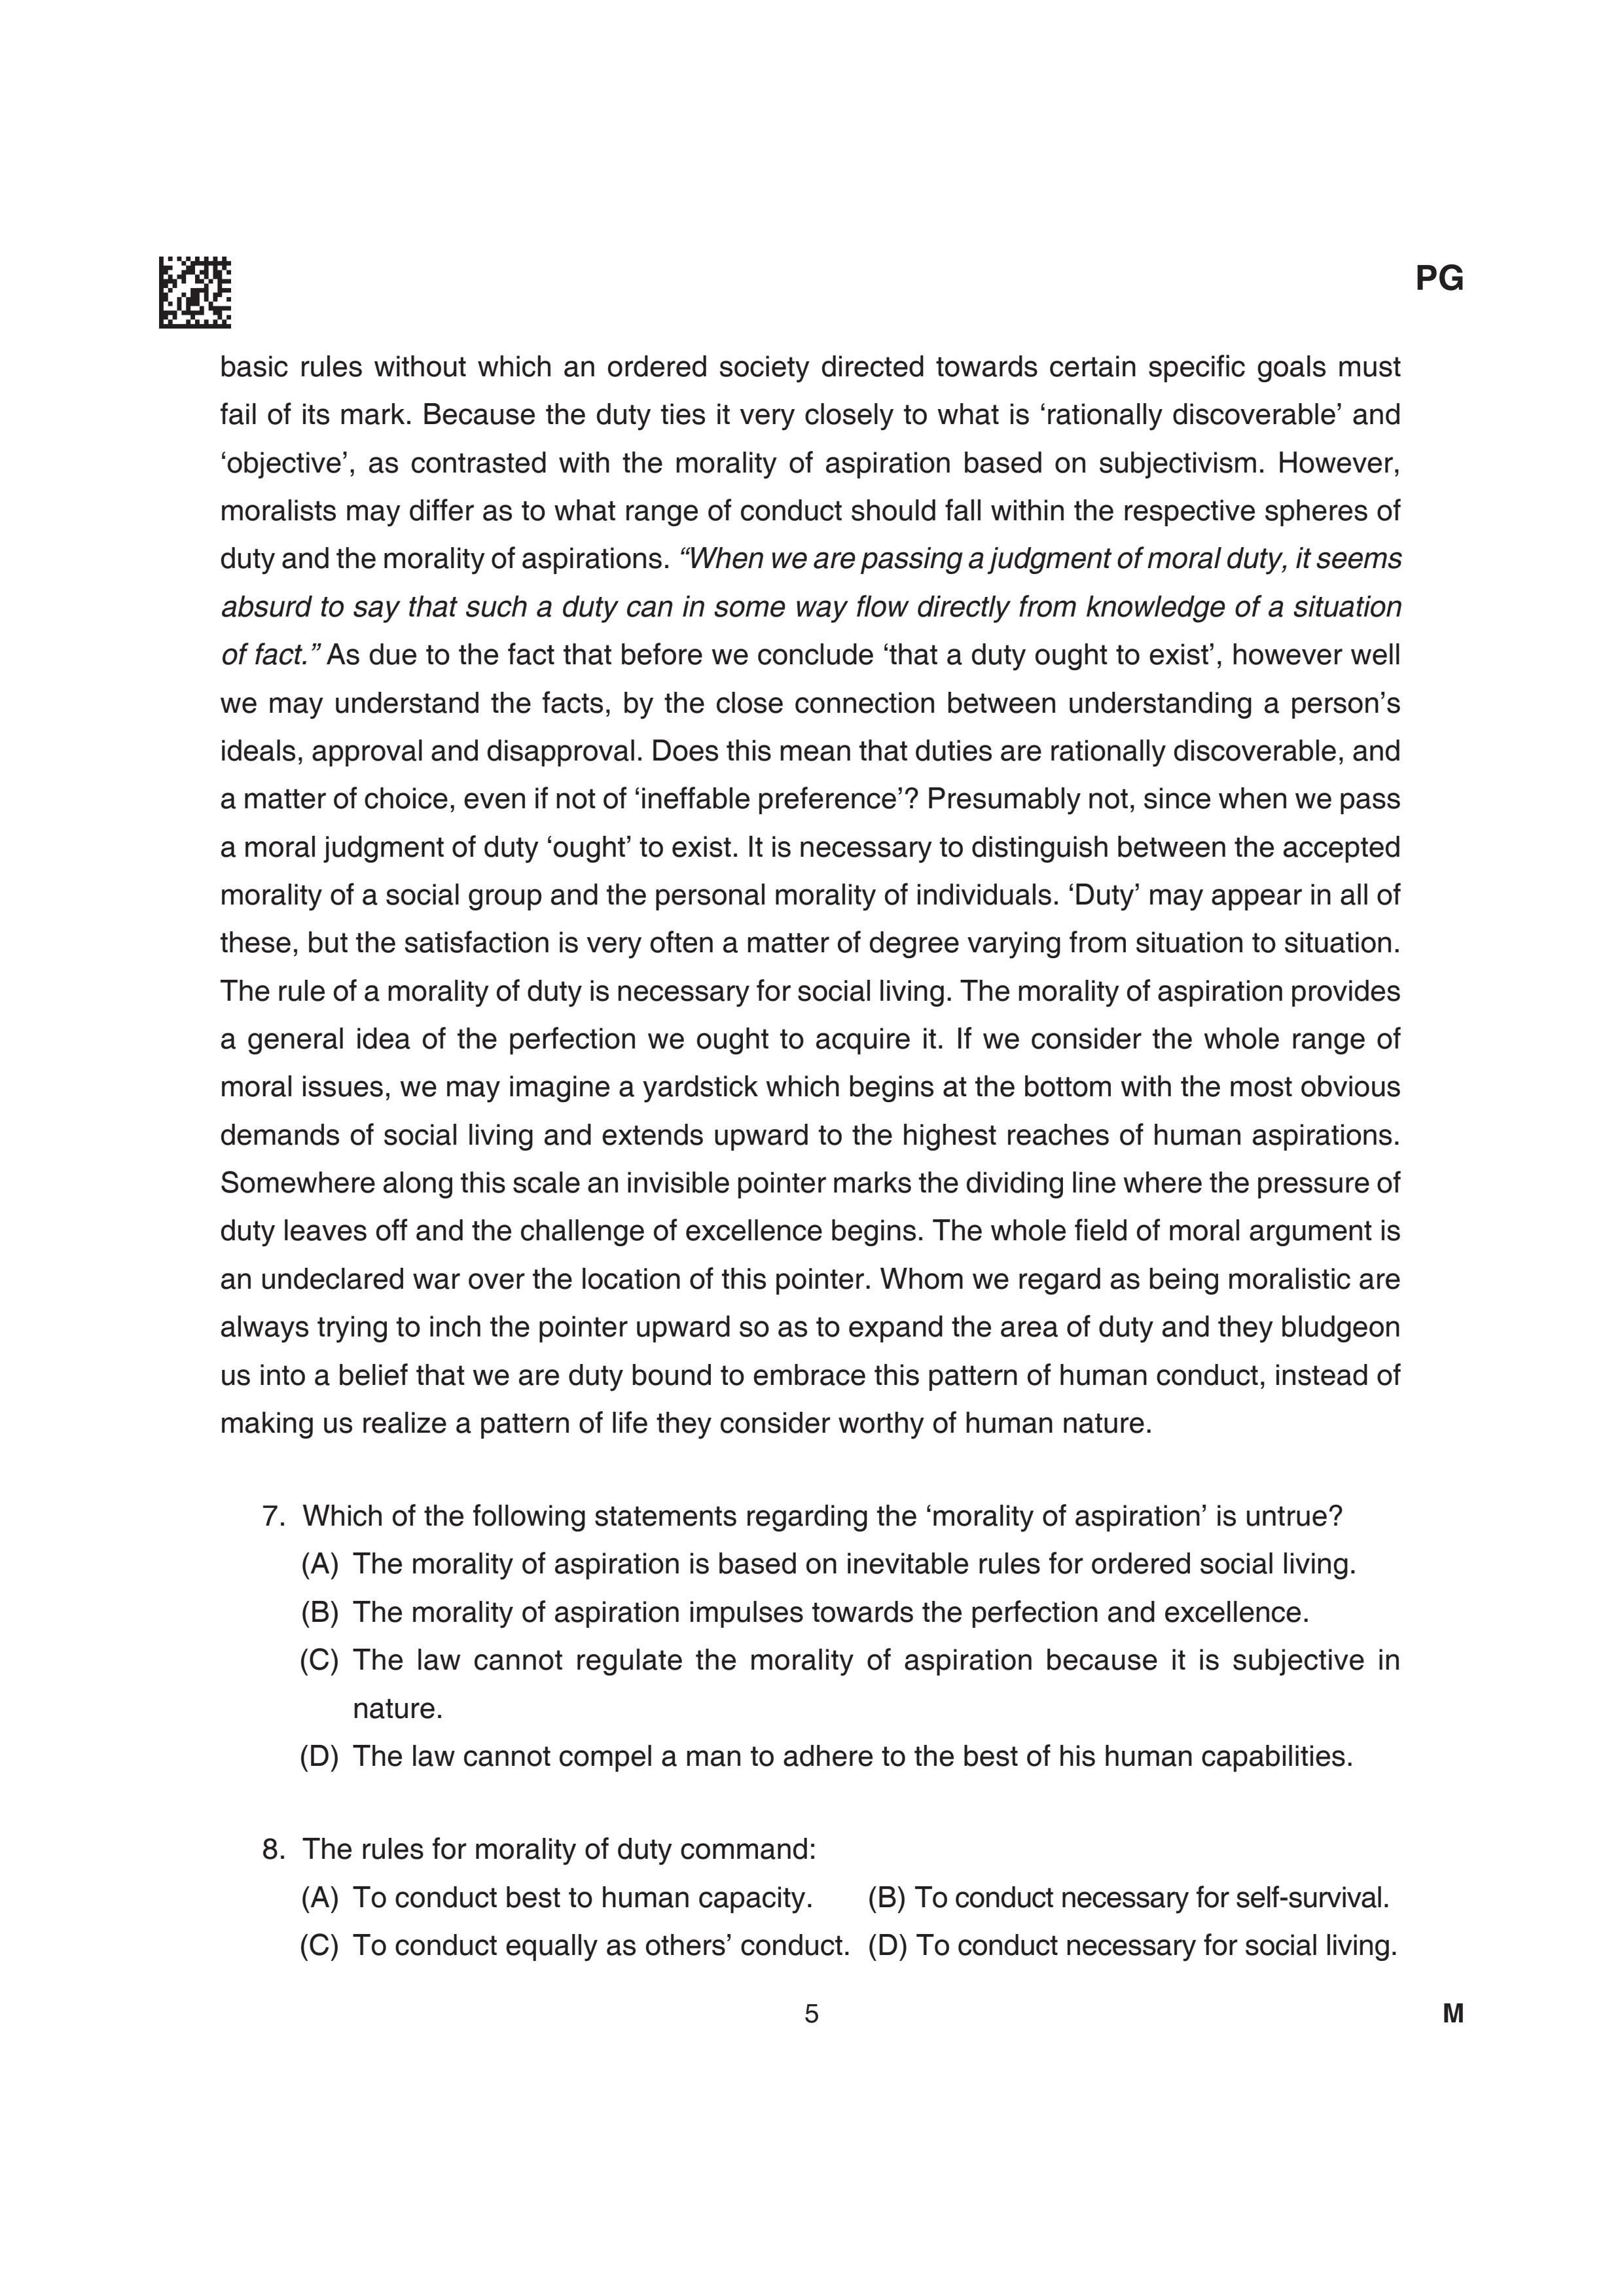 PG
basic rules without which an ordered society directed towards certain specific goals must
fail of its mark. Because the duty ties it very closely to what is ‘rationally discoverable’ and
‘objective’, as contrasted with the morality of aspiration based on subjectivism. However,
moralists may differ as to what range of conduct should fall within the respective spheres of
duty and the morality of aspirations. “When we are passing a judgment of moral duty, it seems
absurd to say that such a duty can in some way flow directly from knowledge of a situation
of fact.” As due to the fact that before we conclude ‘that a duty ought to exist’, however well
we may understand the facts, by the close connection between understanding a person’s
ideals, approval and disapproval. Does this mean that duties are rationally discoverable, and
a matter of choice, even if not of ‘ineffable preference’? Presumably not, since when we pass
a moral judgment of duty ‘ought’ to exist. It is necessary to distinguish between the accepted
morality of a social group and the personal morality of individuals. ‘Duty’ may appear in all of
these, but the satisfaction is very often a matter of degree varying from situation to situation.
The rule of a morality of duty is necessary for social living. The morality of aspiration provides
a general idea of the perfection we ought to acquire it. If we consider the whole range of
moral issues, we may imagine a yardstick which begins at the bottom with the most obvious
demands of social living and extends upward to the highest reaches of human aspirations.
Somewhere along this scale an invisible pointer marks the dividing line where the pressure of
duty leaves off and the challenge of excellence begins. The whole field of moral argument is
an undeclared war over the location of this pointer. Whom we regard as being moralistic are
always trying to inch the pointer upward so as to expand the area of duty and they bludgeon
us into a belief that we are duty bound to embrace this pattern of human conduct, instead of
making us realize a pattern of life they consider worthy of human nature.
7. Which of the following statements regarding the ‘morality of aspiration’ is untrue?
(A) The morality of aspiration is based on inevitable rules for ordered social living.
(B) The morality of aspiration impulses towards the perfection and excellence.
(C) The law cannot regulate the morality of aspiration because it is subjective in
nature.
(D) The law cannot compel a man to adhere to the best of his human capabilities.
8. The rules for morality of duty command:
(A) To conduct best to human capacity. (B) To conduct necessary for self-survival.
(C) To conduct equally as others’ conduct. (D) To conduct necessary for social living.
5 M